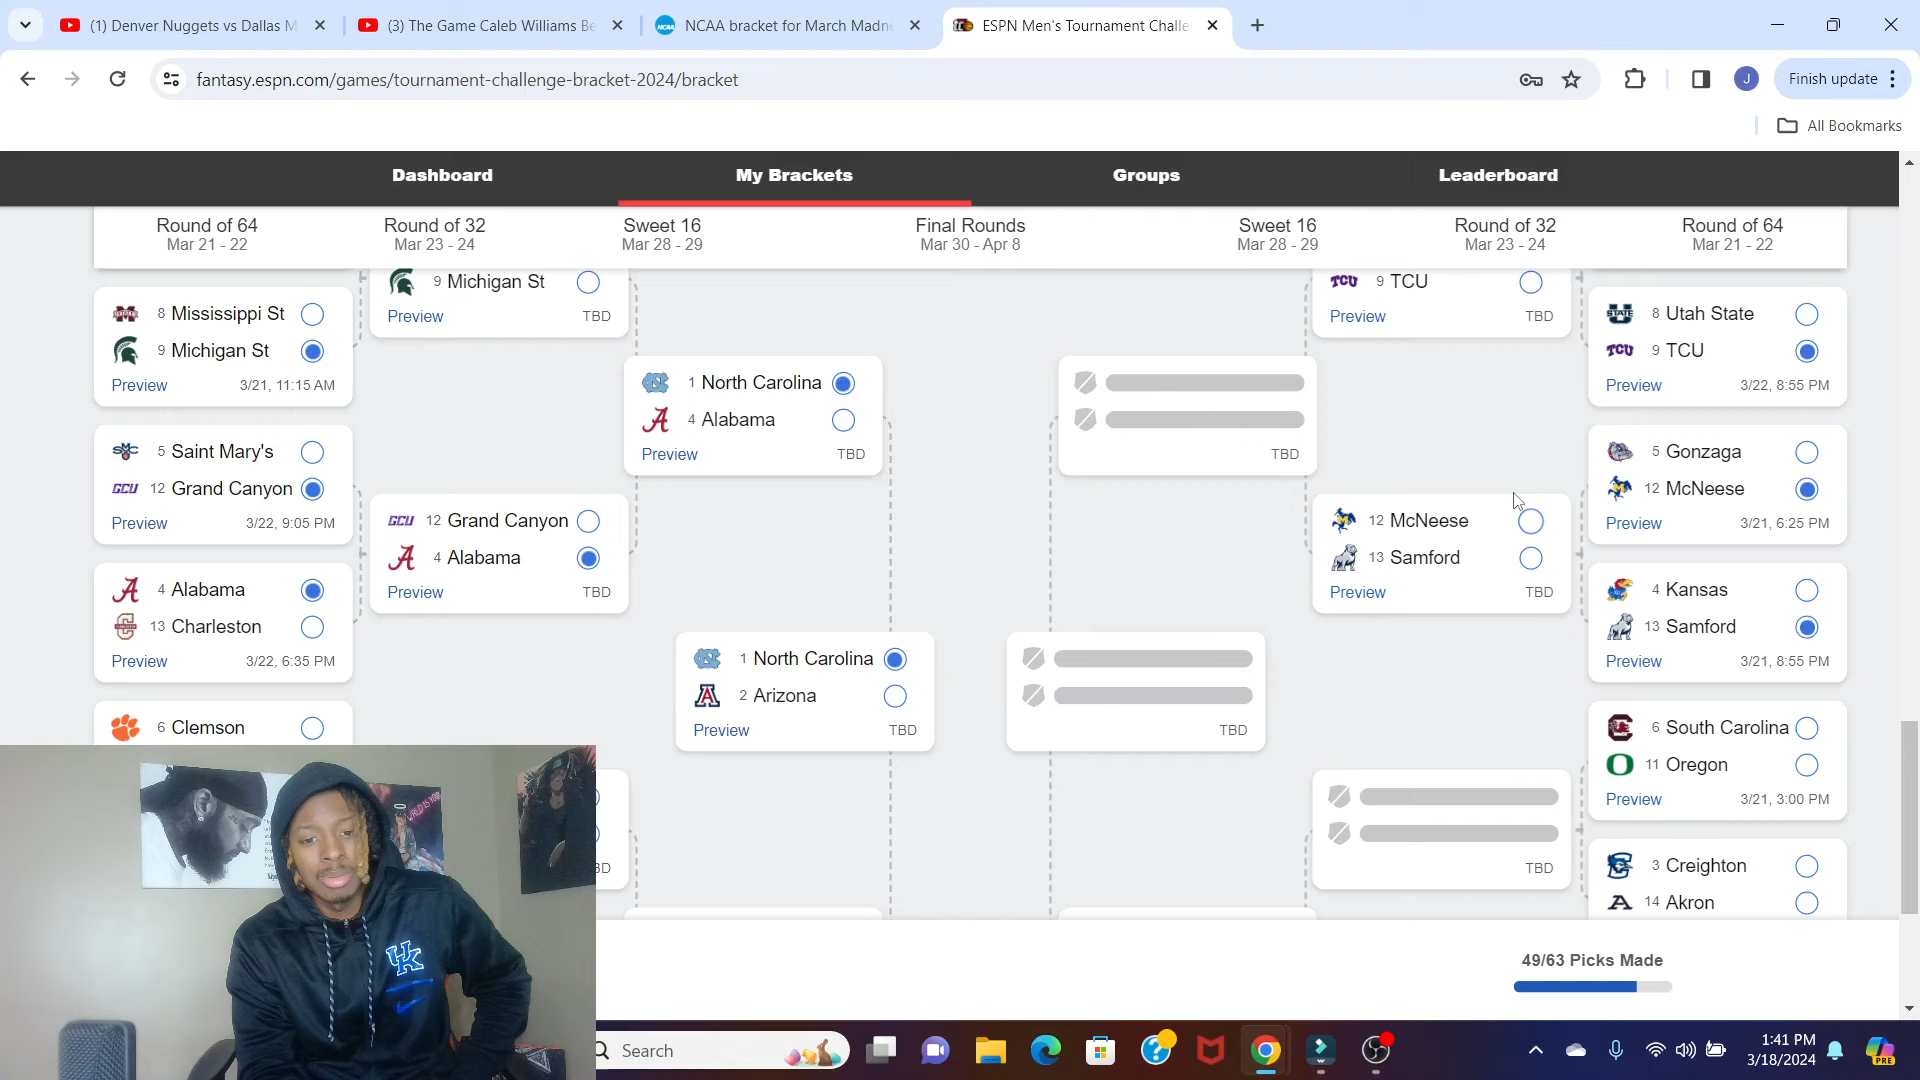 (1) Denver Nuggets vs Dallas M
(3) The Game Caleb Williams Be
NCAA bracket for March Madne
ESPN Men's Tournament Challe
fantasy.espn.com/games/tournament-challenge-bracket-2024/bracket
J
Finish update
All Bookmarks
Dashboard
My Brackets
Groups
Leaderboard
Round of 64
Mar 21 - 22
Round of 32
Mar 23 - 24
Sweet 16
Mar 28 - 29
Final Rounds
Mar 30 - Apr 8
Sweet 16
Mar 28 - 29
Round of 32
Mar 23 - 24
Round of 64
Mar 21 - 22
8 Mississippi St
9 Michigan St
Preview 3/21, 11:15 AM
5 Saint Mary's
12 Grand Canyon
Preview 3/22, 9:05 PM
4 Alabama
13 Charleston
Preview 3/22, 6:35 PM
6 Clemson
9 Michigan St
Preview TBD
12 Grand Canyon
4 Alabama
Preview TBD
BD
1 North Carolina
4 Alabama
Preview TBD
1 North Carolina
2 Arizona
Preview TBD
TBD
TBD
9 TCU
Preview TBD
12 McNeese
13 Samford
Preview TBD
TBD
8 Utah State
9 TCU
Preview 3/22, 8:55 PM
5 Gonzaga
12 McNeese
Preview 3/21, 6:25 PM
4 Kansas
13 Samford
Preview 3/21, 8:55 PM
6 South Carolina
11 Oregon
Preview 3/21, 3:00 PM
3 Creighton
14 Akron
49/63 Picks Made
UK
Search
1:41 PM
3/18/2024
PRE